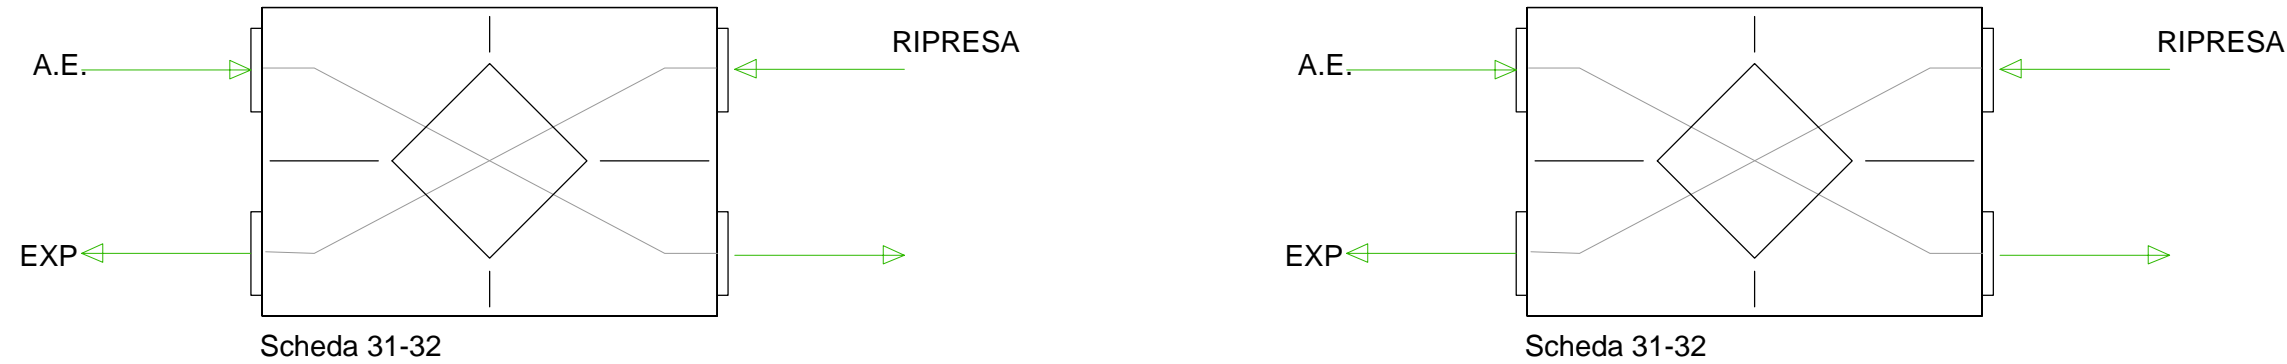 RIPRESA
A.E.
EXP
Scheda 31-32
RIPRESA
A.E.
EXP
Scheda 31-32